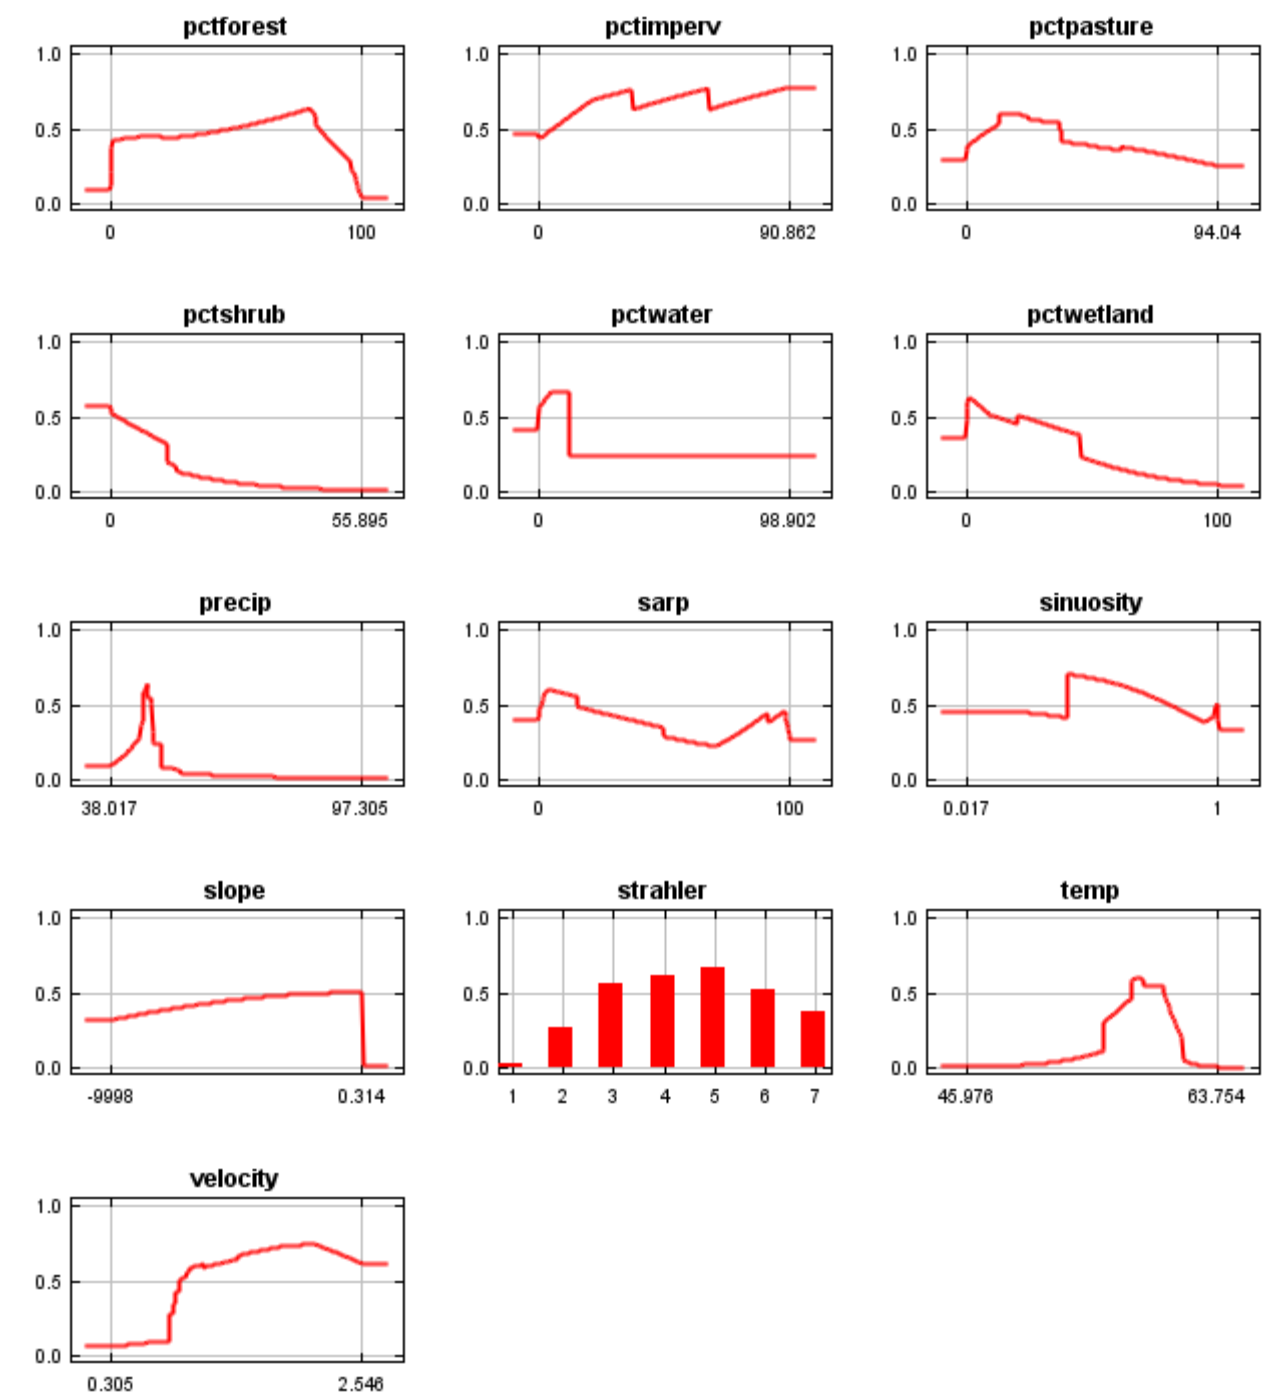 pctforest pctimperv pctpasture
1.0 1.0 1.0
0.5 0.5 0.5
0.0 0.0 0.0
0 100 0 90.862 0 94.04
pctshrub pctwater pctwetland
1.0 1.0 1.0
0.5 0.5 0.5
0.0 0.0 0.0
0 55.895 0 98.902 0 100
precip sarp sinuosity
1.0 1.0 1.0
0.5 0.5 0.5
0.0 0.0 0.0
38.017 97.305 0 100 0.017 1
slope strahler temp
1.0 1.0 1.0
0.5 0.5 0.5
0.0 0.0 0.0
-9998 0.314 1 2 3 4 5 6 7 45.976 63.754
velocity
1.0
0.5
0.0
0.305 2.546